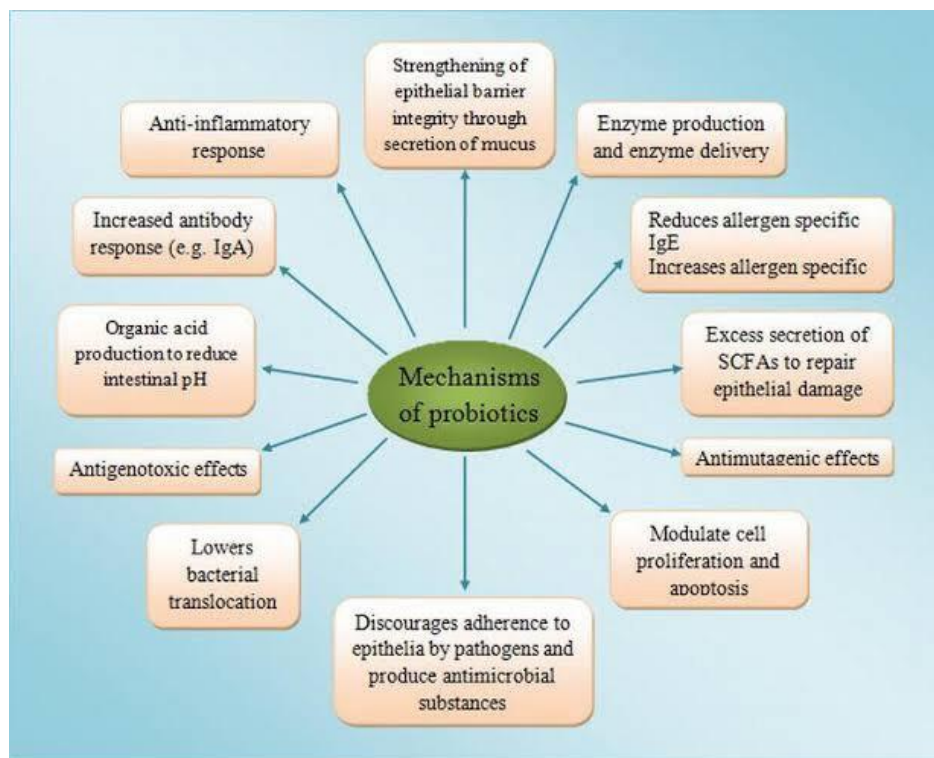 Strengthening of
epithelial barrier
integrity through
secretion of mucus
Enzyme production
and enzyme delivery
Reduces allergen specific
IgE
Increases allergen specific
Excess secretion of
SCFAs to repair
epithelial damage
Antimutagenic effects
Modulate cell
proliferation and
apoptosis
Discourages adherence to
epithelia by pathogens and
produce antimicrobial
substances
Lowers
bacterial
translocation
Antigenotoxic effects
Organic acid
production to reduce
intestinal pH
Increased antibody
response (e.g. IgA)
Anti-inflammatory
response
Mechanisms
of probiotics